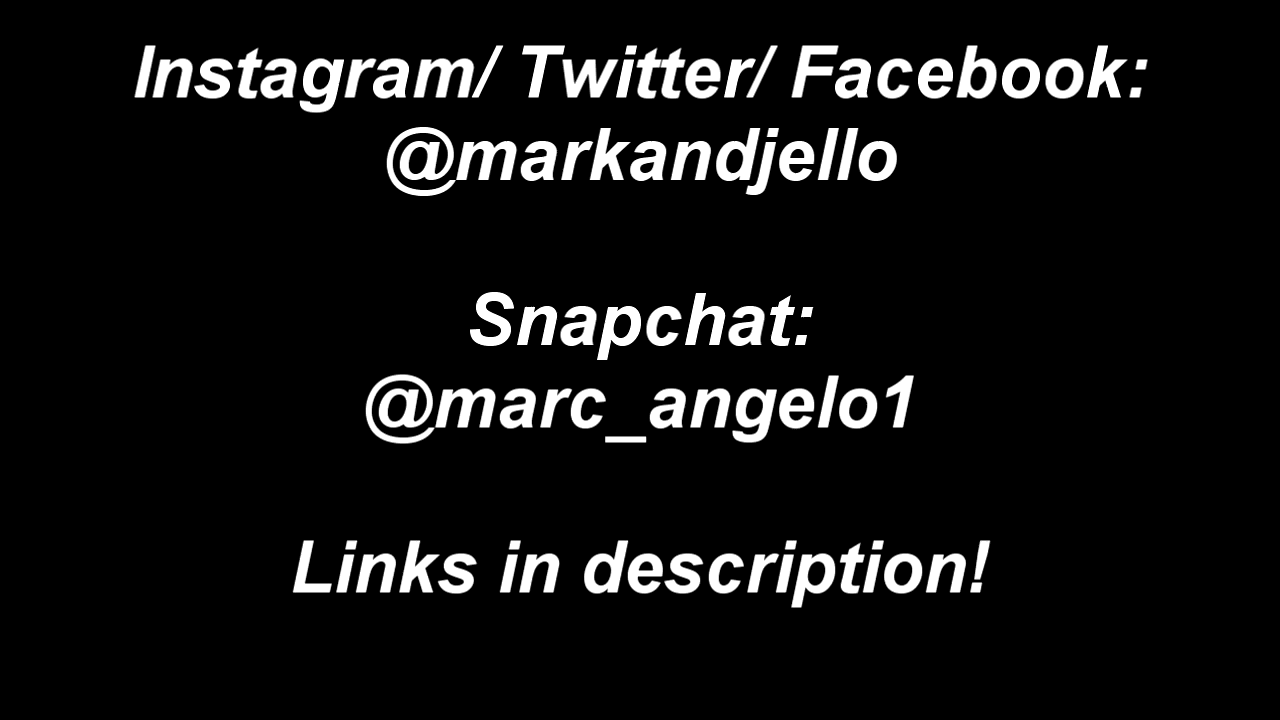 Instagram/ Twitter/ Facebook:
@markandjello
Snapchat:
@marc_angelo1
Links in description!